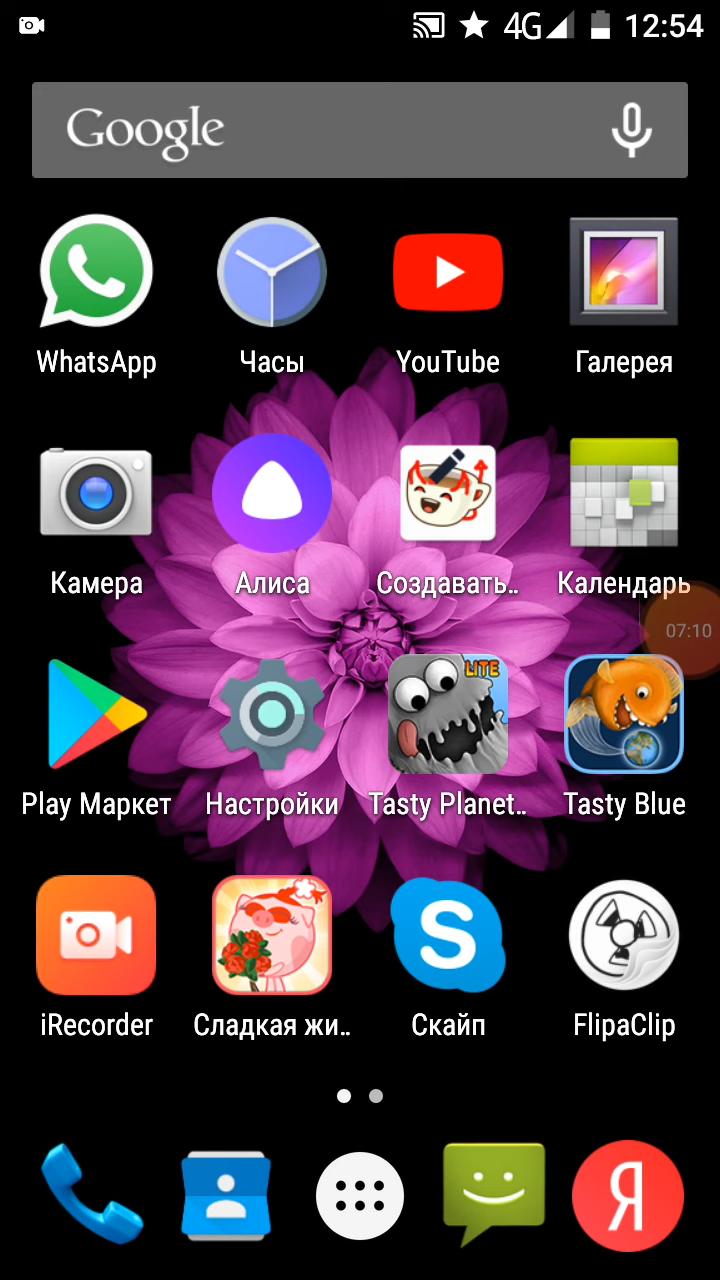 4G 12:54
Google
WhatsApp Часы YouTube Галерея
Камера Алиса Создавать.. Календарь
07:10
LITE
Play Маркет Настройки Tasty Planet.. Tasty Blue
S
iRecorder Сладкая жи.. Скайп FlipaClip
Я